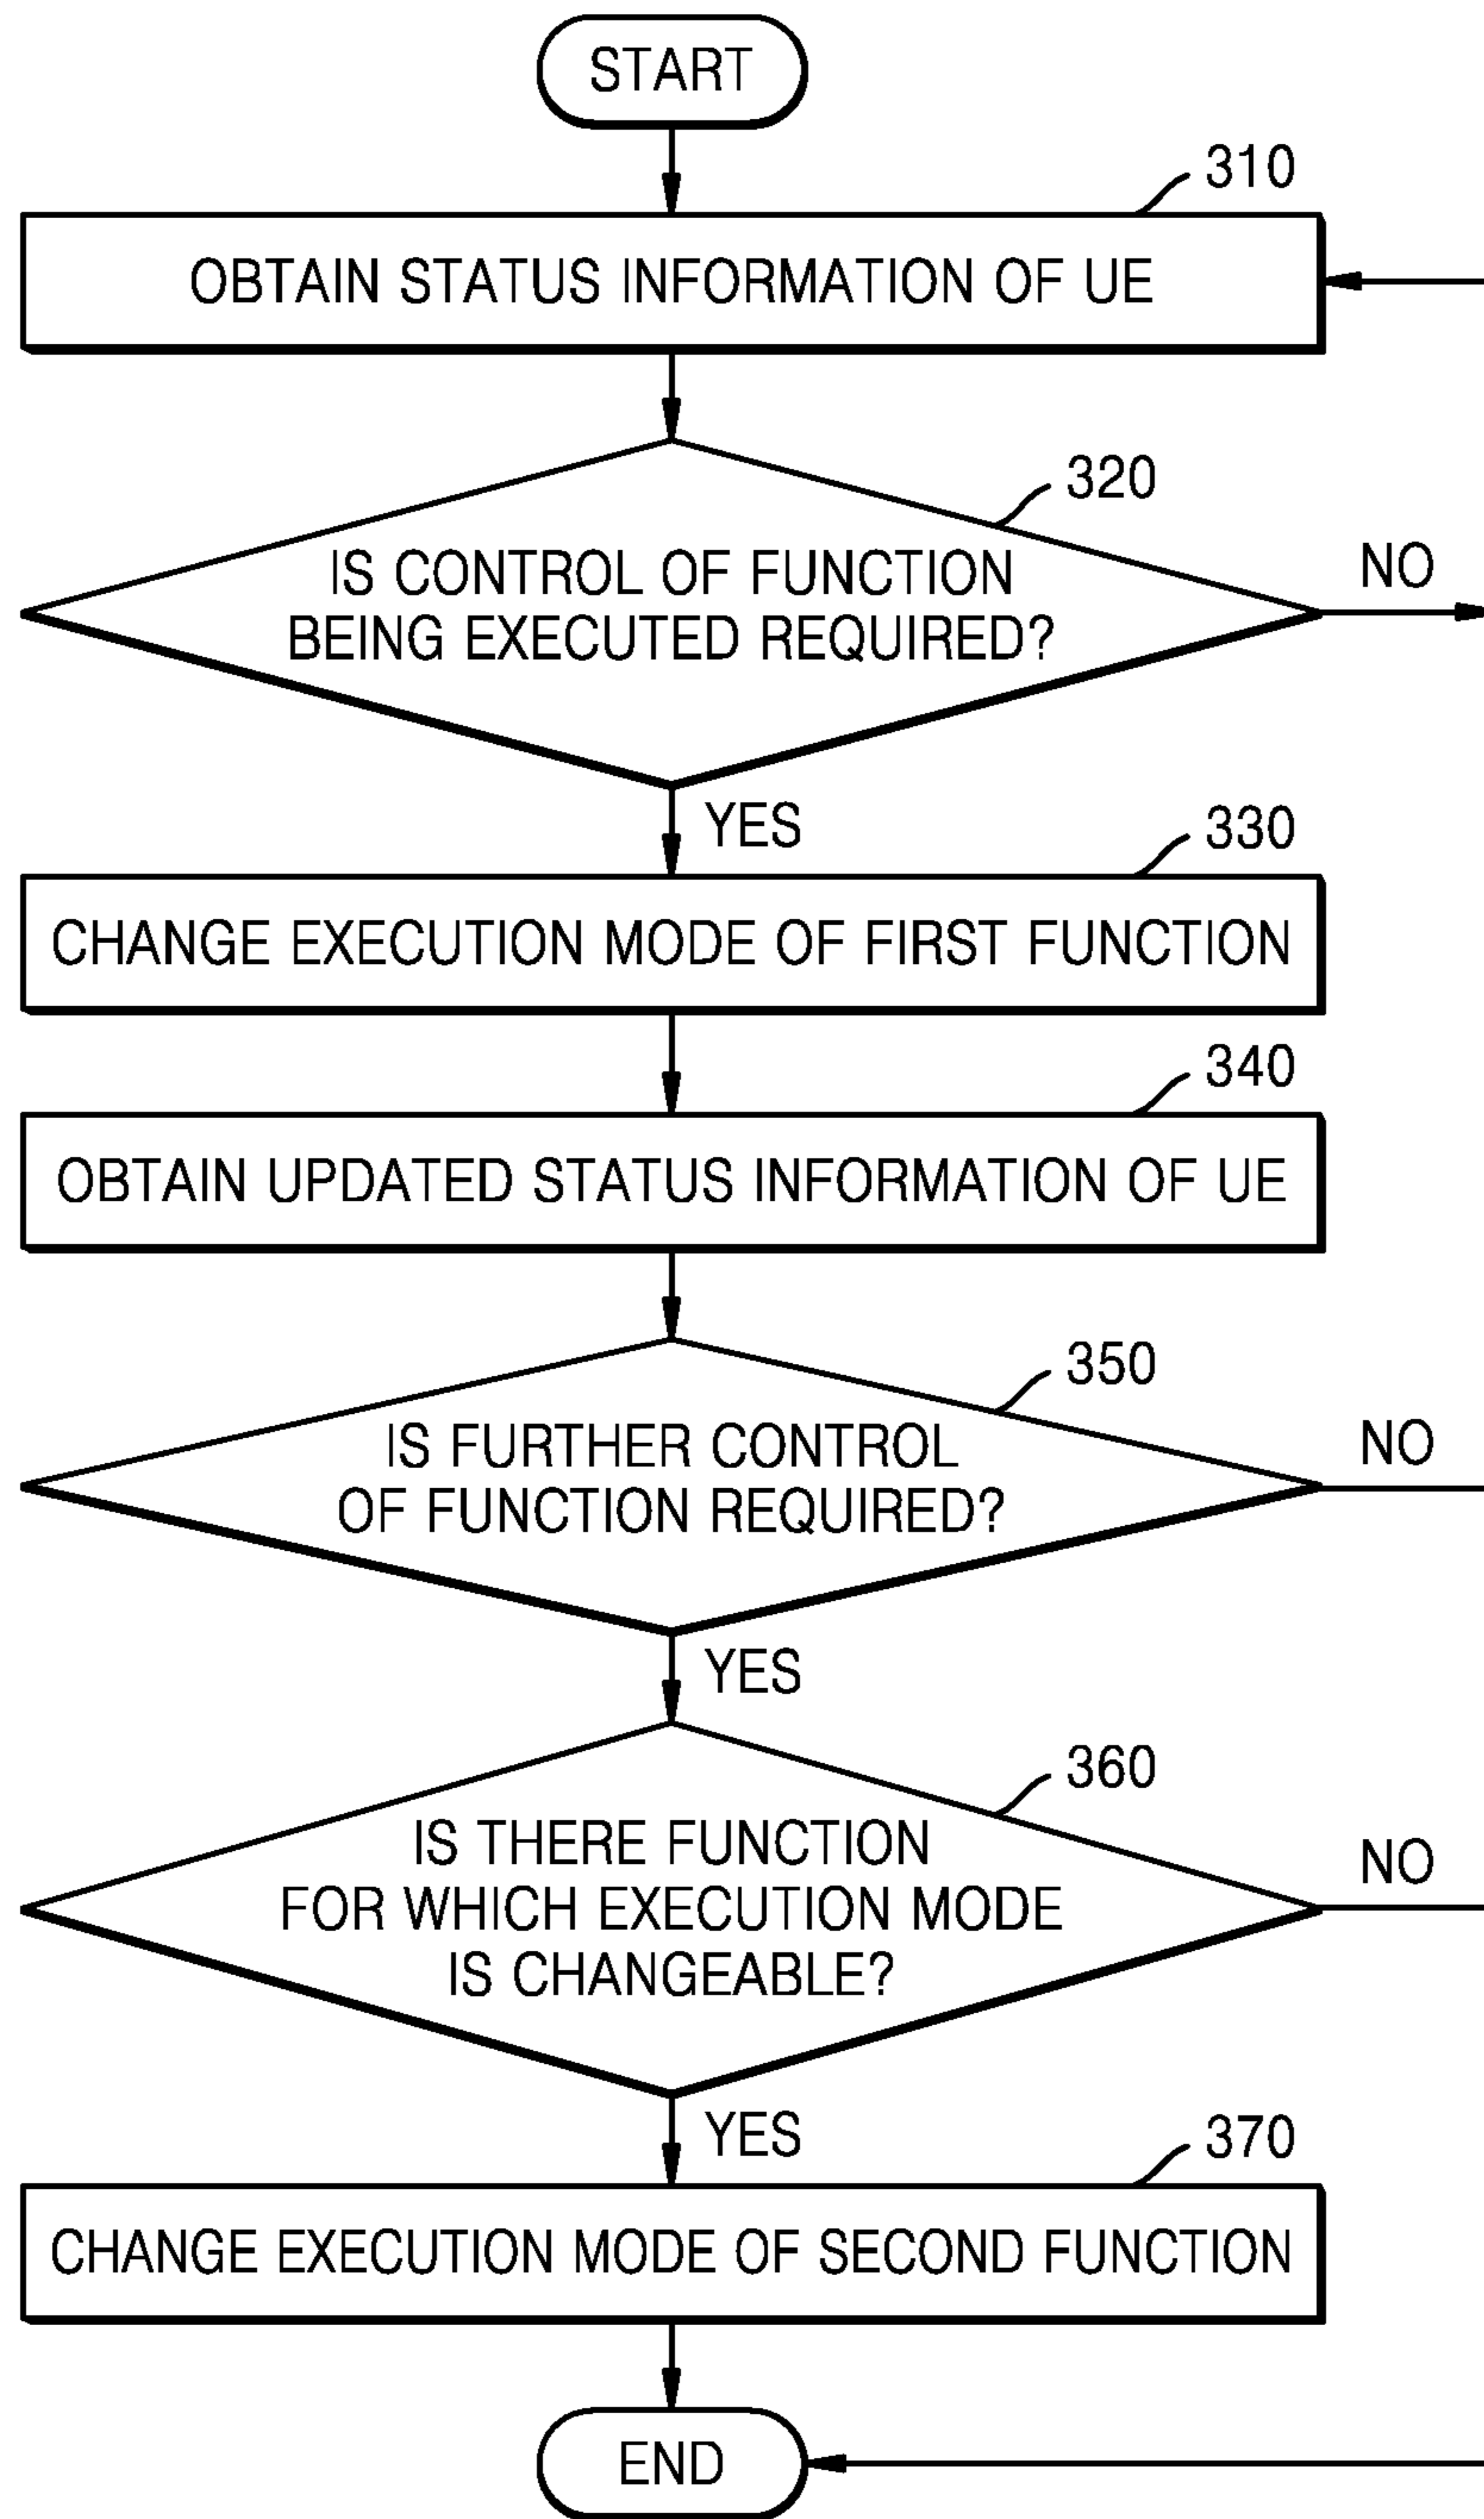 START
310
OBTAIN STATUS INFORMATION OF UE
320
IS CONTROL OF FUNCTION
BEING EXECUTED REQUIRED?
NO
YES
330
CHANGE EXECUTION MODE OF FIRST FUNCTION
340
OBTAIN UPDATED STATUS INFORMATION OF UE
350
IS FURTHER CONTROL
OF FUNCTION REQUIRED?
NO
YES
360
IS THERE FUNCTION
FOR WHICH EXECUTION MODE
IS CHANGEABLE?
NO
YES
370
CHANGE EXECUTION MODE OF SECOND FUNCTION
END